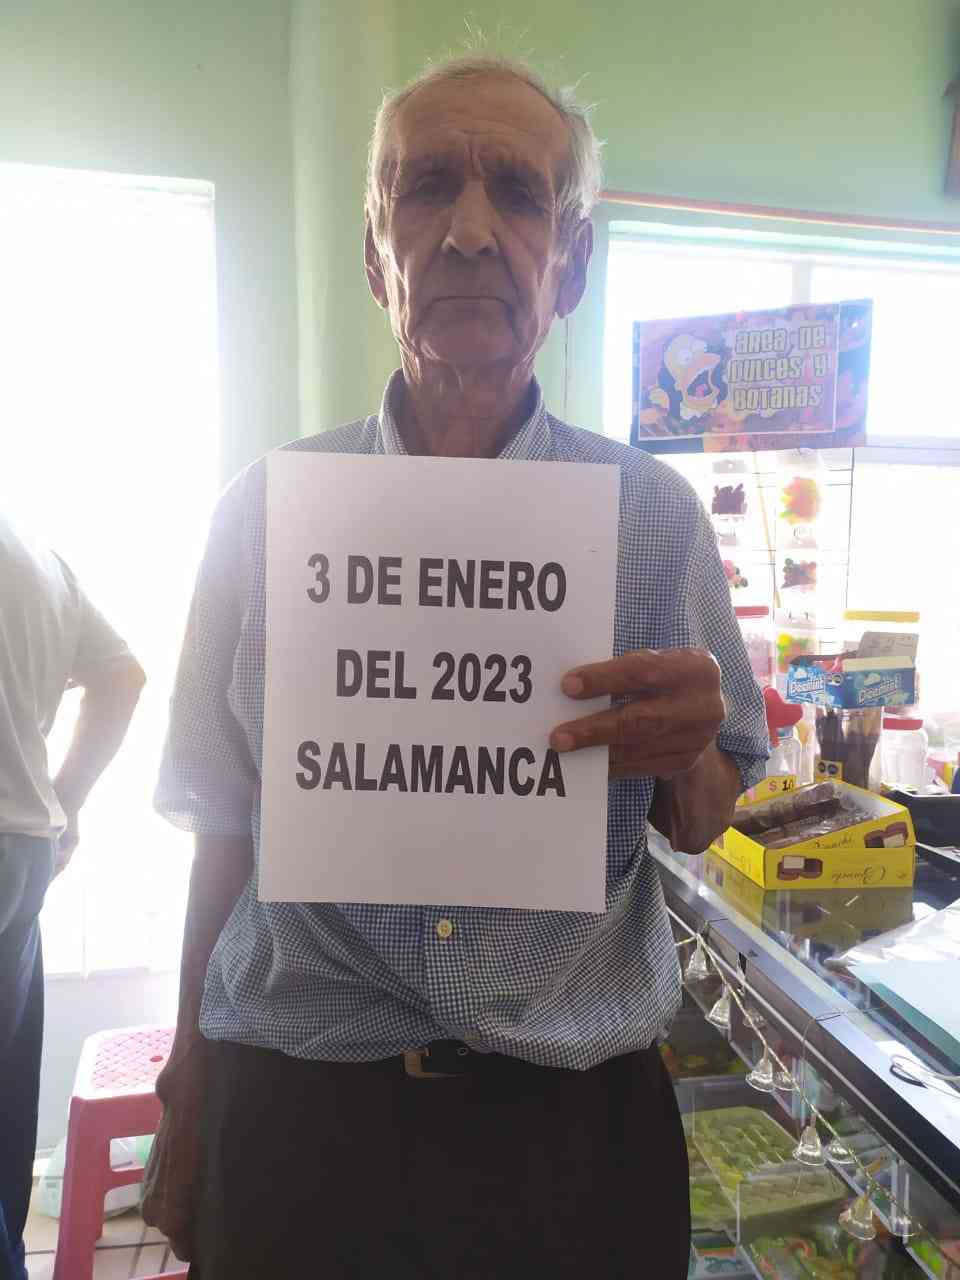 3 DE ENERO
DEL 2023
SALAMANCA
AREA DE
DULCES Y
BOTANAS
$ 10